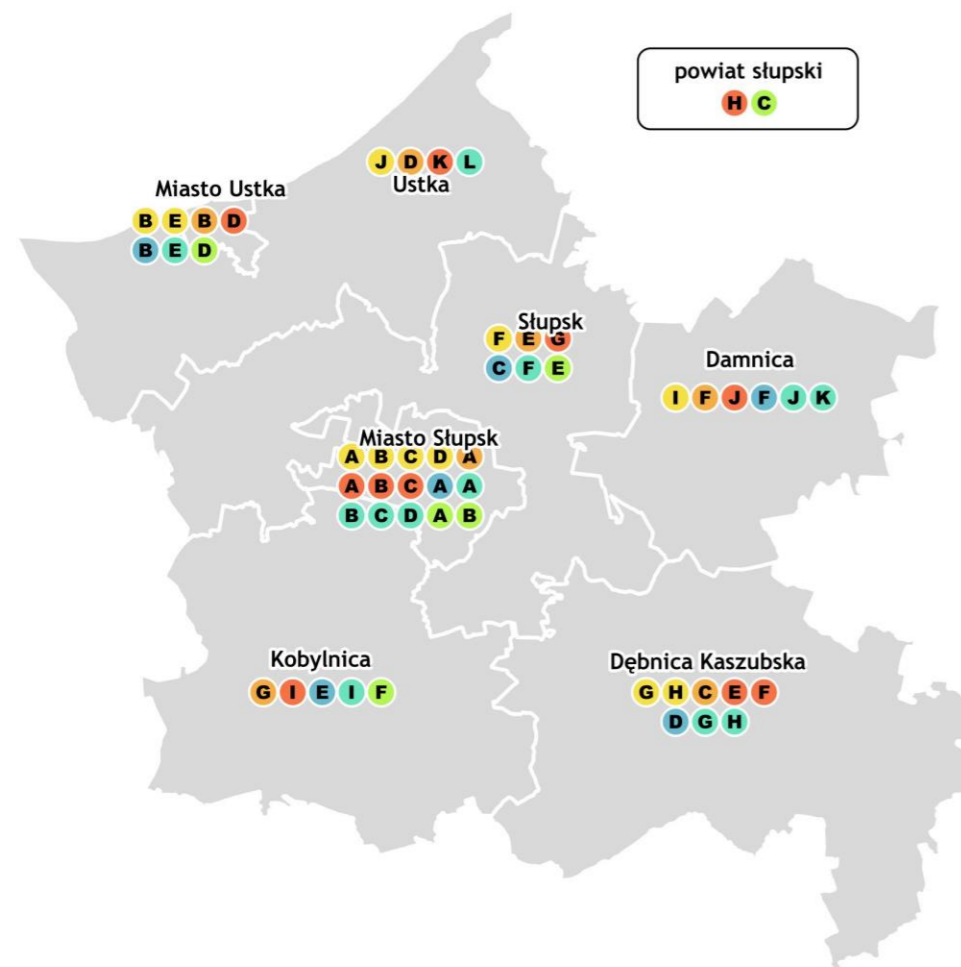 powiat słupski
H C
J D K L
Ustka
Miasto Ustka
B E B D
B E D
Słupsk
F E G
C F E
Damnica
I F J F J K
Miasto Słupsk
A B C D A
A B C A A
B C D A B
Kobylnica
G I E I F
Dębnica Kaszubska
G H C E F
D G H